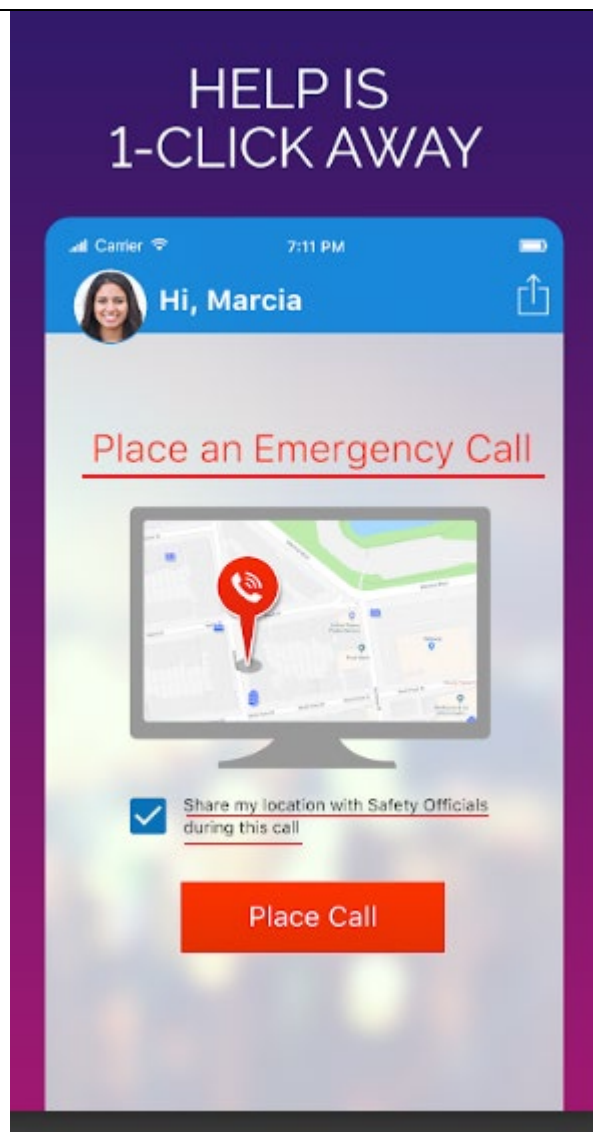 HELP IS
1-CLICK AWAY
Carrier
7:11 PM
Hi, Marcia
Place an Emergency Call
Share my location with Safety Officials
during this call
Place Call